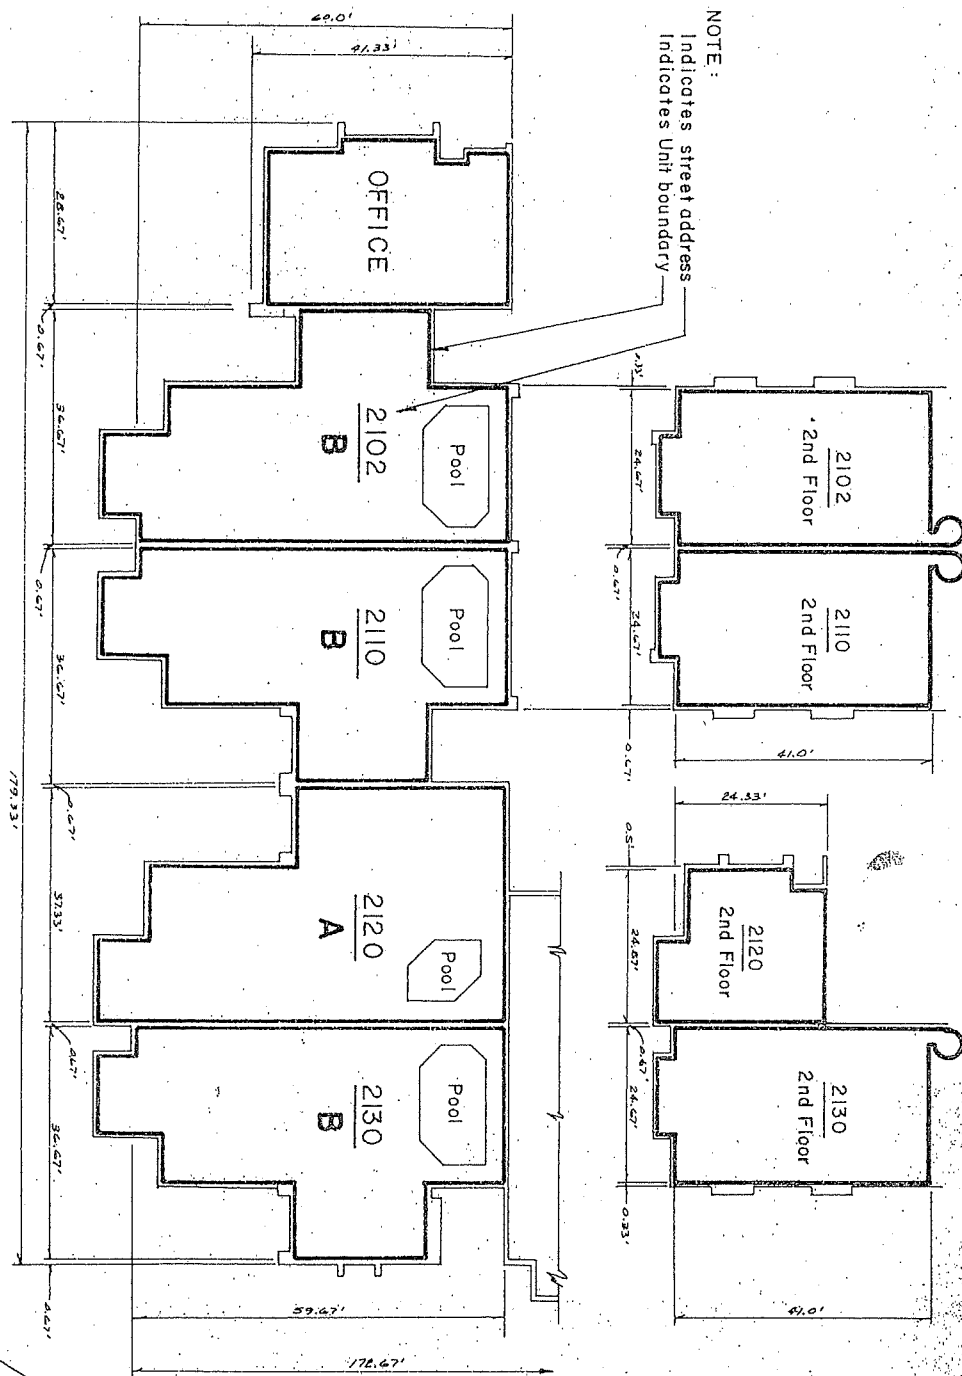 NOTE :
Indicates street address
Indicates Unit boundary
60.0'
41.33'
28.67'
0.67'
36.67'
0.67'
36.67'
0.67'
37.33'
0.67'
36.67'
0.67'
179.33'
59.67'
172.67'
OFFICE
2102
B
Pool
2110
B
Pool
2120
A
Pool
2130
B
Pool
2102
2nd Floor
2110
2nd Floor
2120
2nd Floor
2130
2nd Floor
24.67'
0.67'
24.67'
0.67'
41.0'
24.33'
0.5'
0.67'
24.67'
0.33'
41.0'